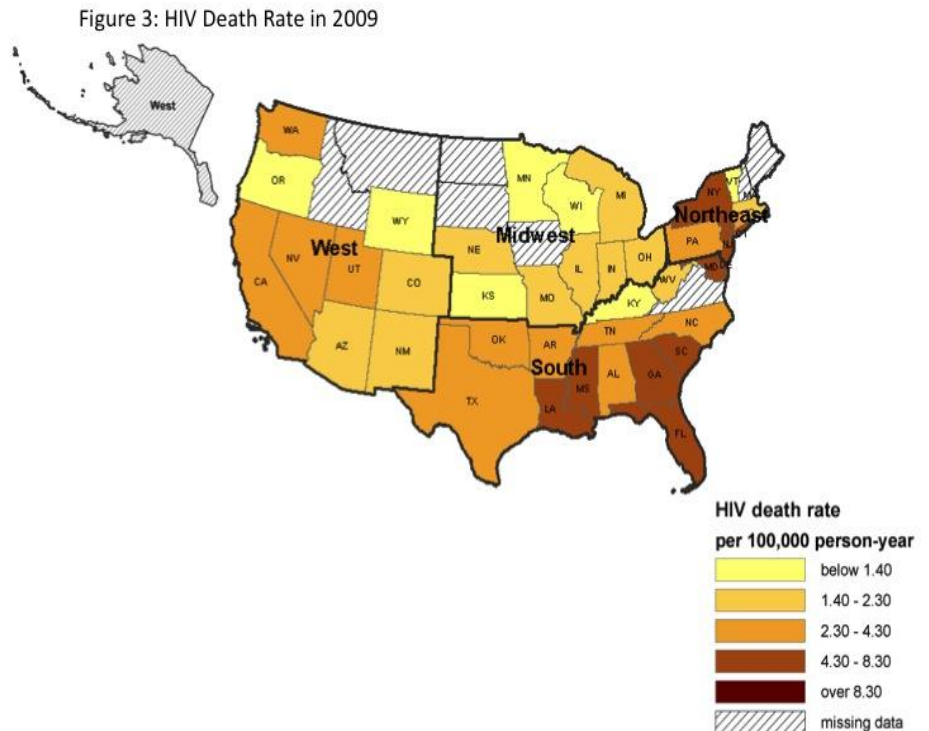 Figure 3: HIV Death Rate in 2009
West
WA
OR
MN
WI
MI
VT
NY
Northeast
WY
West
NV
UT
CA
CO
NE
Midwest
IL
IN
OH
PA
NJ
MD
DE
WV
KS
MO
KY
AZ
NM
OK
AR
TN
NC
South
TX
LA
MS
AL
GA
SC
FL
HIV death rate
per 100,000 person-year
below 1.40
1.40 - 2.30
2.30 - 4.30
4.30 - 8.30
over 8.30
missing data